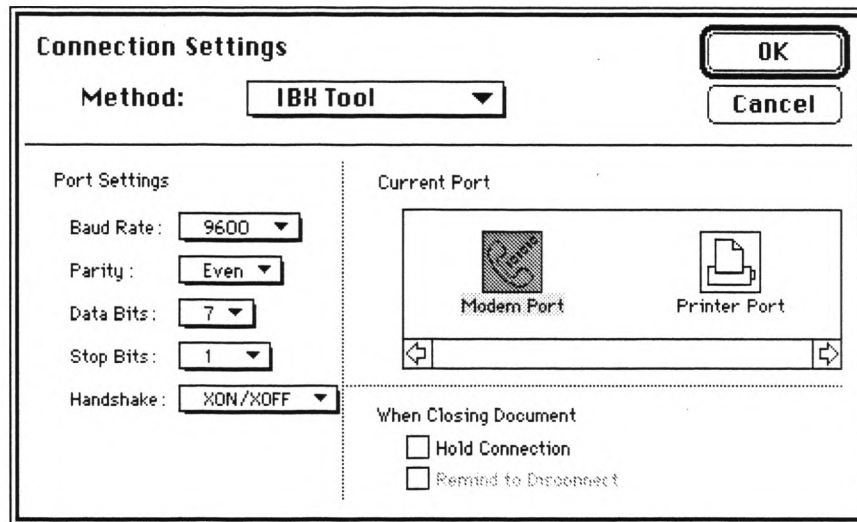 Connection Settings
OK
Method: IBX Tool
Cancel
Port Settings
Baud Rate: 9600
Parity: Even
Data Bits: 7
Stop Bits: 1
Handshake: XON/XOFF
Current Port
Modem Port
Printer Port
When Closing Document
Hold Connection
Remind to Disconnect